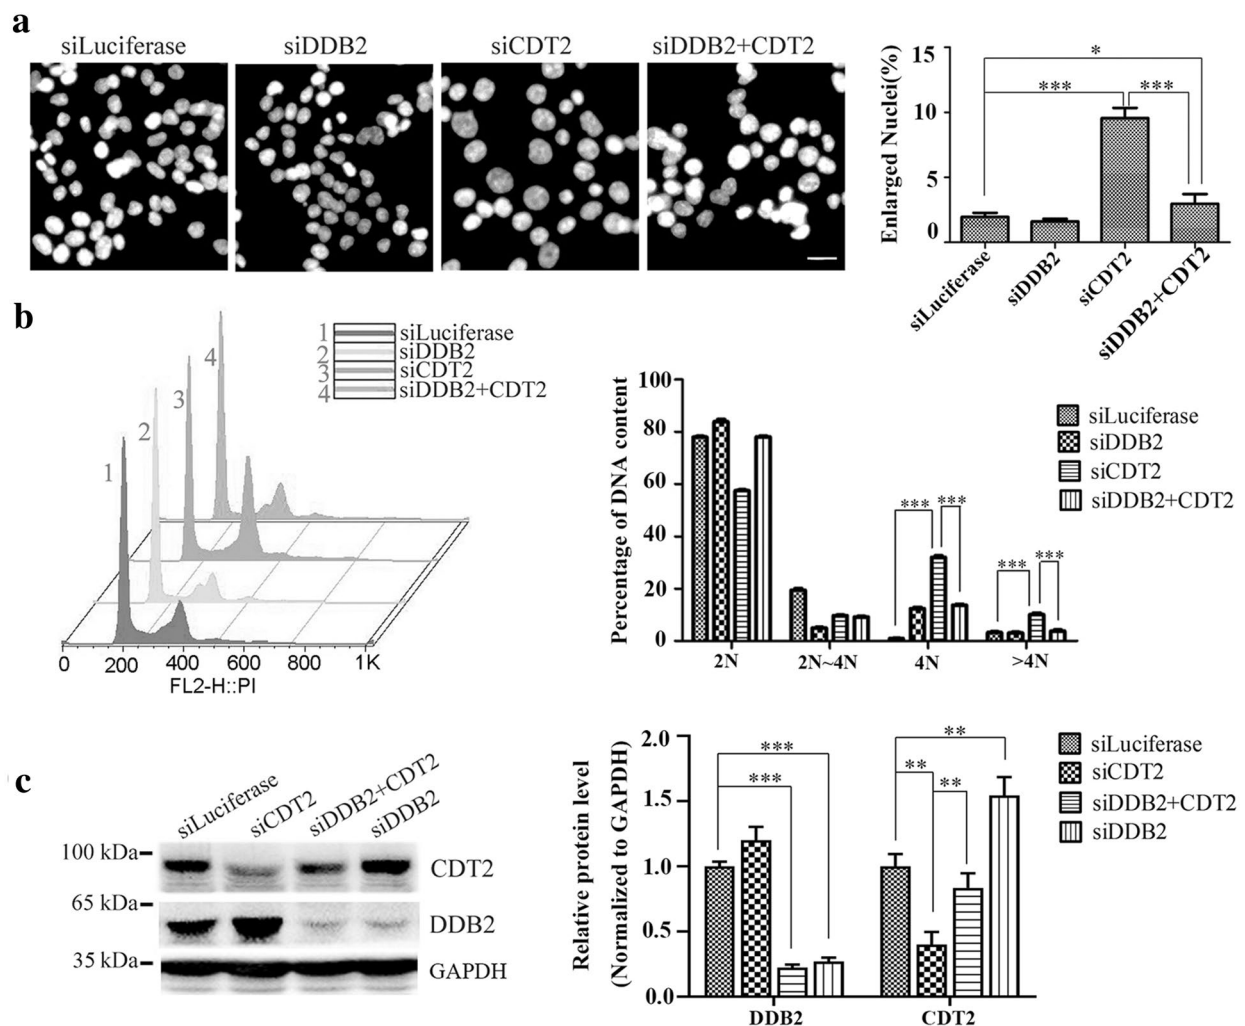 a
siLuciferase siDDB2 siCDT2 siDDB2+CDT2
Enlarged Nuclei(%)
15
10
5
0
*
*** ***
siLuciferase siDDB2 siCDT2 siDDB2+CDT2
b
1 siLuciferase
2 siDDB2
3 siCDT2
4 siDDB2+CDT2
4
3
2
1
0 200 400 600 800 1K
FL2-H::PI
Percentage of DNA content
100
80
60
40
20
0
*** ***
*** ***
2N 2N~4N 4N >4N
siLuciferase
siDDB2
siCDT2
siDDB2+CDT2
c
siLuciferase siCDT2 siDDB2+CDT2 siDDB2
100 kDa CDT2
65 kDa
DDB2
35 kDa
GAPDH
Relative protein level
(Normalized to GAPDH)
2.0
1.5
1.0
0.5
0.0
***
***
**
** **
DDB2 CDT2
siLuciferase
siCDT2
siDDB2+CDT2
siDDB2